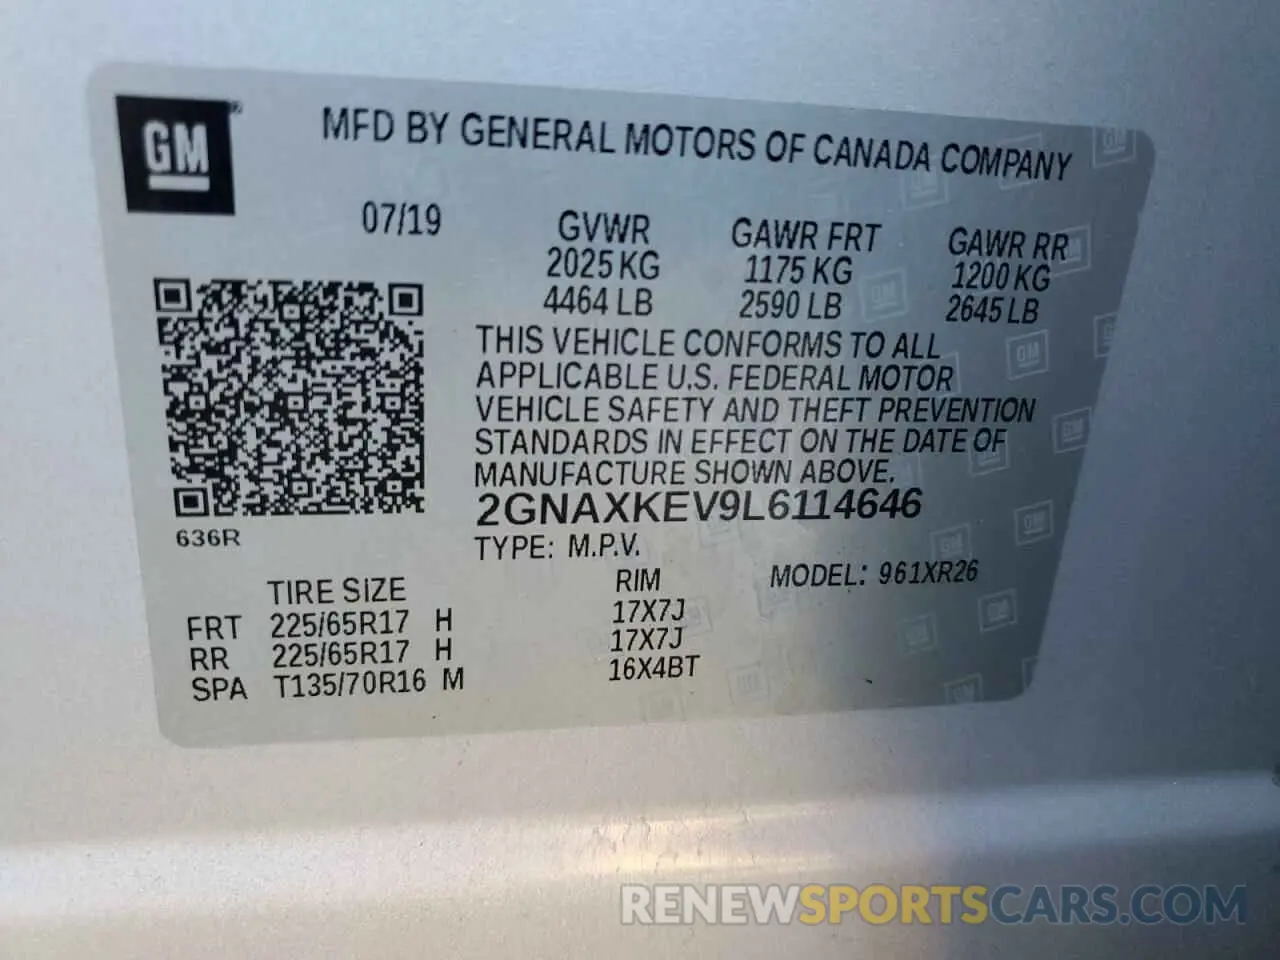 GM
MFD BY GENERAL MOTORS OF CANADA COMPANY
07/19
GVWR GAWR FRT GAWR RR
2025 KG 1175 KG 1200 KG
4464 LB 2590 LB 2645 LB
THIS VEHICLE CONFORMS TO ALL
APPLICABLE U.S. FEDERAL MOTOR
VEHICLE SAFETY AND THEFT PREVENTION
STANDARDS IN EFFECT ON THE DATE OF
MANUFACTURE SHOWN ABOVE.
2GNAXKEV9L6114646
636R
TYPE: M.P.V.
MODEL: 961XR26
TIRE SIZE RIM
FRT 225/65R17 H 17X7J
RR 225/65R17 H 17X7J
SPA T135/70R16 M 16X4BT
RENEWSPORTSCARS.COM